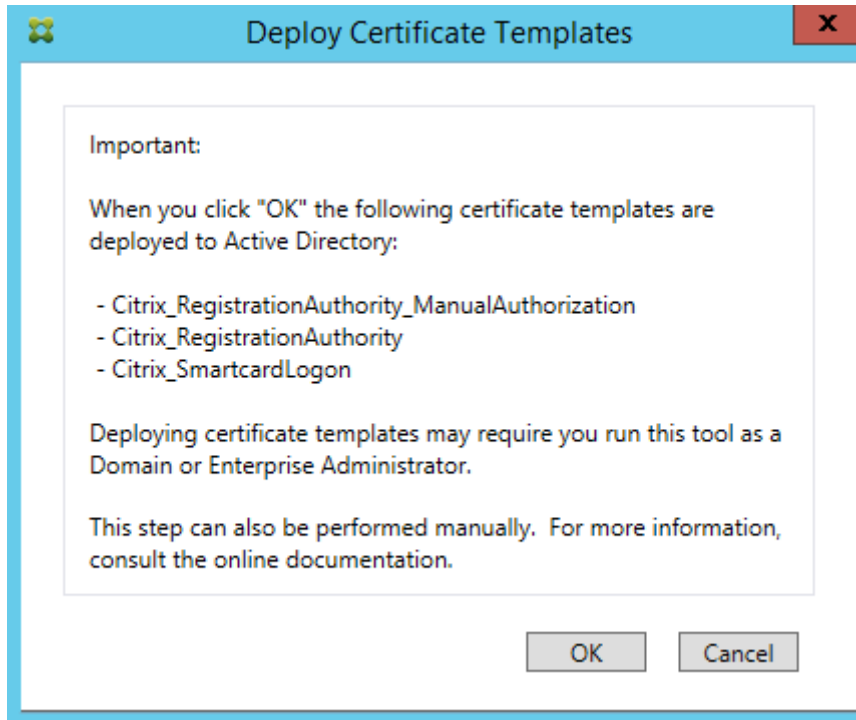 Deploy Certificate Templates
x
Important:
When you click "OK" the following certificate templates are
deployed to Active Directory:
- Citrix_RegistrationAuthority_ManualAuthorization
- Citrix_RegistrationAuthority
- Citrix_SmartcardLogon
Deploying certificate templates may require you run this tool as a
Domain or Enterprise Administrator.
This step can also be performed manually.  For more information,
consult the online documentation.
OK
Cancel